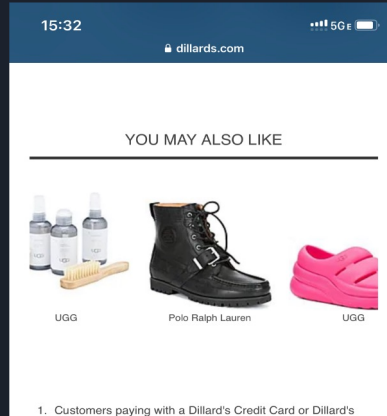 15:32 5GE
dillards.com
YOU MAY ALSO LIKE
UGG Polo Ralph Lauren UGG
1. Customers paying with a Dillard's Credit Card or Dillard's